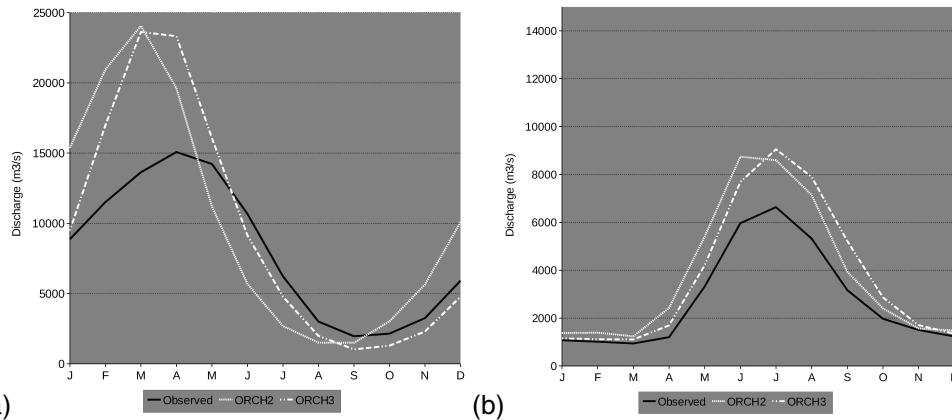 25000
20000
15000
10000
5000
0
Discharge (m3/s)
J F M A M J J A S O N D
Observed ORCH2 ORCH3
)
14000
12000
10000
8000
6000
4000
2000
0
Discharge (m3/s)
J F M A M J J A S O N
Observed ORCH2 ORCH3
(b)